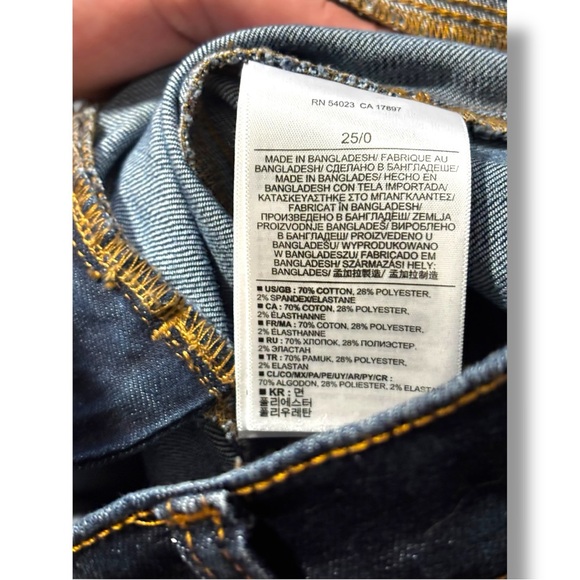 RN 54023 CA 17897
25/0
MADE IN BANGLADESH/ FABRIQUE AU
BANGLADESH/ СДЕЛАНО В БАНГЛАДЕШЕ/
MADE IN BANGLADESH/ HECHO EN
BANGLADESH CON TELA IMPORTADA/
ΚΑΤΑΣΚΕΥΑΣΤΗΚΕ ΣΤΟ ΜΠΑΝΓΚΛΑΝΤΕΣ/
FABRICAT ÎN BANGLADESH/
ПРОИЗВЕДЕНО В БАНГЛАДЕШ/ ZEMLJA
PROIZVODNJE BANGLADEŠ/ ВИРОБЛЕНО
В БАНГЛАДЕШ/ PROIZVEDENO U
BANGLADEŠU/ WYPRODUKOWANO W
BANGLADESZU/ FABRICADO EM
BANGLADESH/ SZÁRMAZÁSI HELY:
BANGLADES/ 孟加拉製造/ 孟加拉制造
■ US/GB : 70% COTTON, 28% POLYESTER,
2% SPANDEX/ELASTANE
■ CA : 70% COTON, 28% POLYESTER,
2% ÉLASTHANNE
■ FR/MA : 70% COTON, 28% POLYESTER,
2% ÉLASTHANNE
■ RU : 70% ХЛОПОК, 28% ПОЛИЭСТЕР,
2% ЭЛАСТАН
■ TR : 70% PAMUK, 28% POLYESTER,
2% ELASTAN
■ CL/CO/MX/PA/PE/UY/AR/PY/CR :
70% ALGODON, 28% POLIESTER, 2% ELASTANO
■ KR : 면
폴리에스터
폴리우레탄